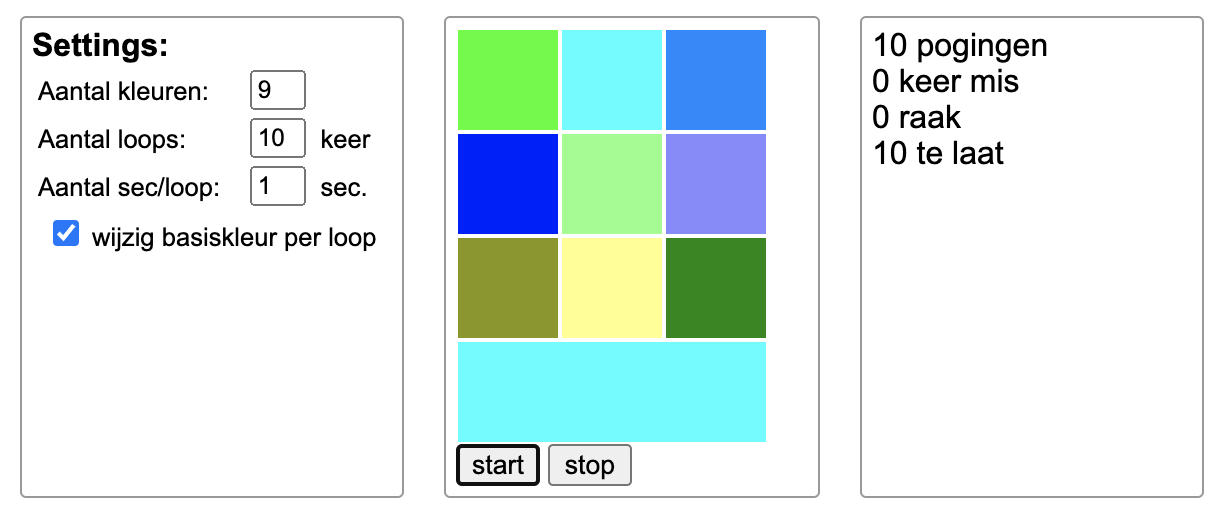 Settings:
Aantal kleuren: 9
Aantal loops: 10 keer
Aantal sec/loop: 1 sec.
wijzig basiskleur per loop
start stop
10 pogingen
0 keer mis
0 raak
10 te laat